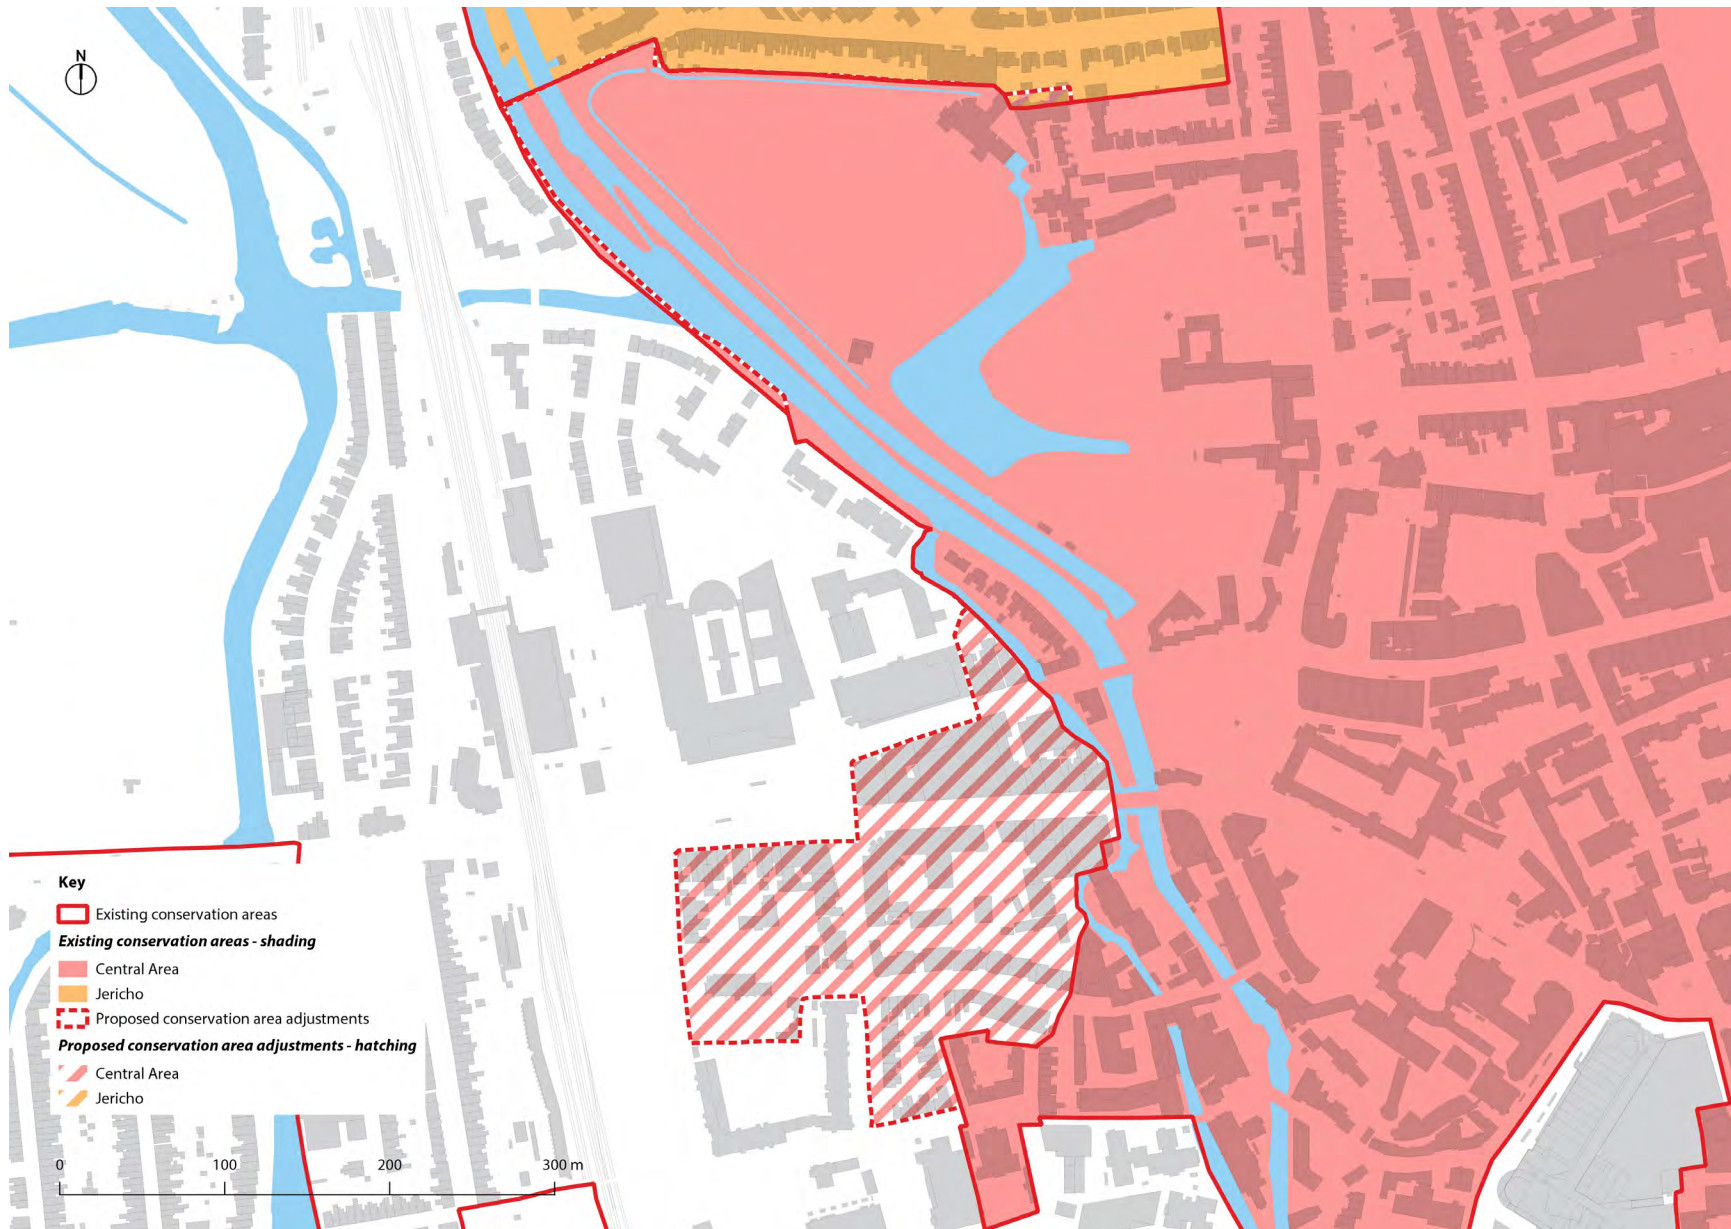 N
Key
Existing conservation areas
Existing conservation areas - shading
Central Area
Jericho
Proposed conservation area adjustments
Proposed conservation area adjustments - hatching
Central Area
Jericho
0 100 200 300 m